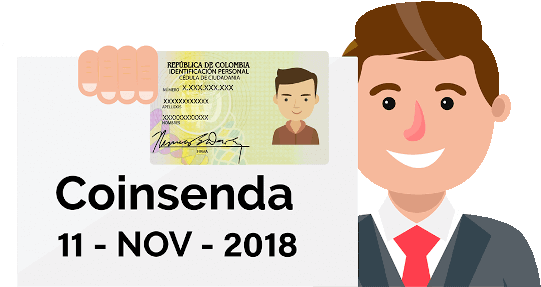 REPÚBLICA DE COLOMBIA
IDENTIFICACIÓN PERSONAL
CÉDULA DE CIUDADANIA
NÚMERO X.XXX.XXX.XXX
XXXXXXXXXXXX
APELLIDOS
XXXXXXXXXXXX
NOMBRES
FIRMA
Coinsenda
11 - NOV - 2018